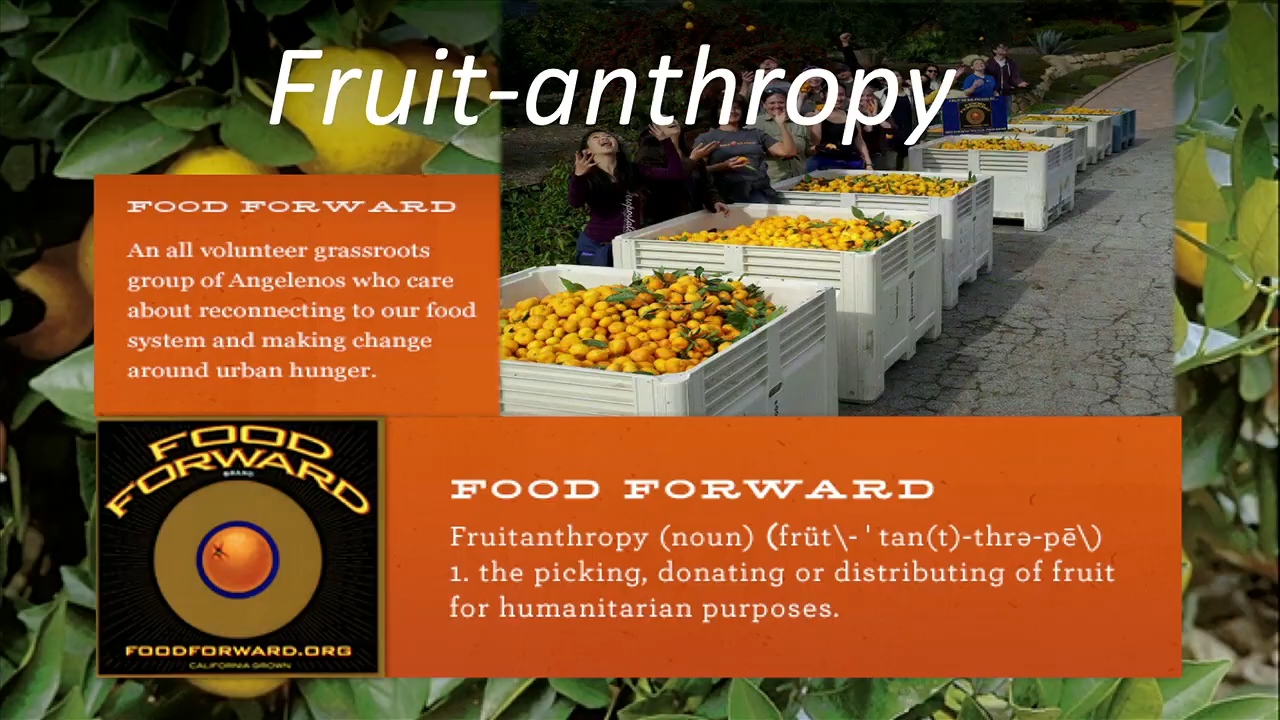 Fruit-anthropy
FOOD FORWARD
An all volunteer grassroots
group of Angelenos who care
about reconnecting to our food
system and making change
around urban hunger.
FOOD
FORWARD
BRAND
FOODFORWARD.ORG
CALIFORNIA GROWN
FOOD FORWARD
Fruitanthropy (noun) (früt\- ˈ tan(t)-thrə-pē\)
1. the picking, donating or distributing of fruit
for humanitarian purposes.